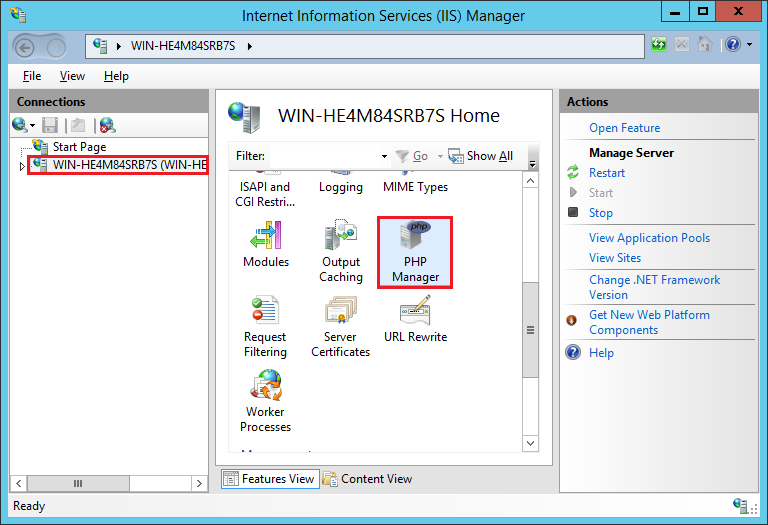 Internet Information Services (IIS) Manager
WIN-HE4M84SRB7S
File View Help
Connections
Start Page
WIN-HE4M84SRB7S (WIN-HE
WIN-HE4M84SRB7S Home
Filter: Go Show All
ISAPI and
CGI Restri...
Logging
MIME Types
Modules
Output
Caching
php
PHP
Manager
Request
Filtering
Server
Certificates
URL Rewrite
Worker
Processes
Features View Content View
Actions
Open Feature
Manage Server
Restart
Start
Stop
View Application Pools
View Sites
Change .NET Framework
Version
Get New Web Platform
Components
Help
Ready